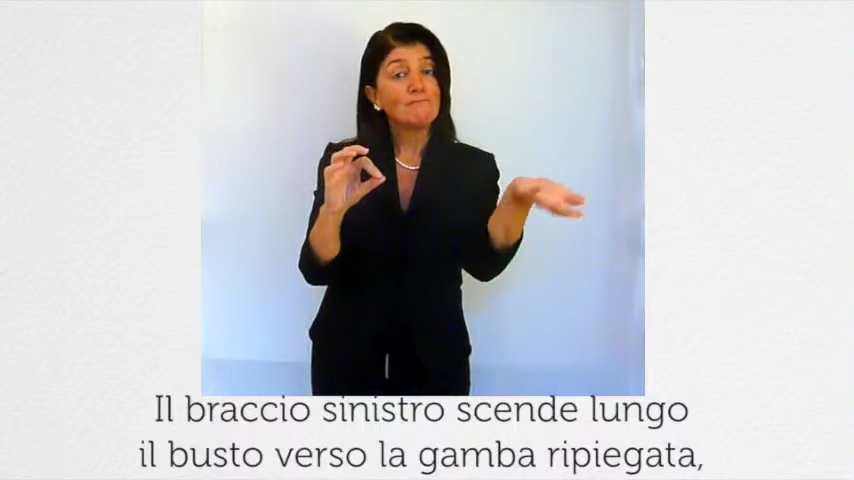 Il braccio sinistro scende lungo
il busto verso la gamba ripiegata,